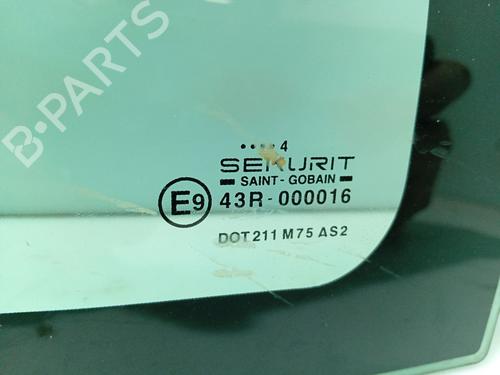 B-PARTS
•••• 4
SEKURIT
SAINT-GOBAIN
E9 43R-000016
DOT 211 M75 AS2